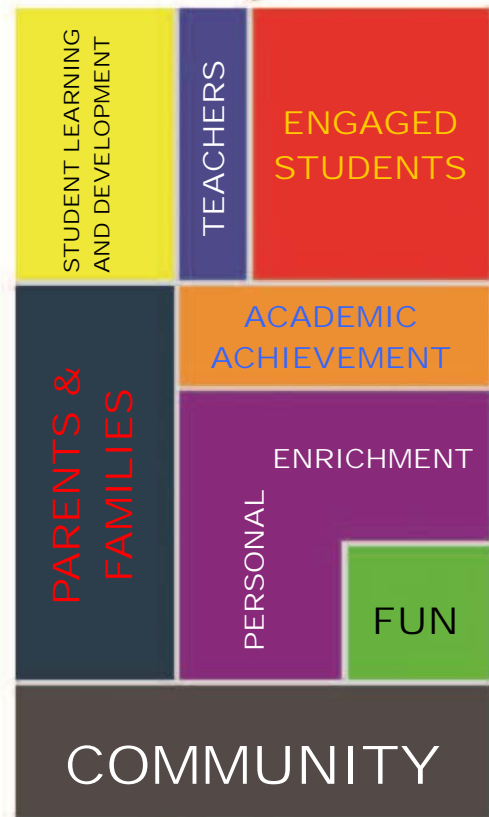 STUDENT LEARNING
AND DEVELOPMENT
TEACHERS
ENGAGED
STUDENTS
PARENTS &
FAMILIES
ACADEMIC
ACHIEVEMENT
PERSONAL
ENRICHMENT
FUN
COMMUNITY